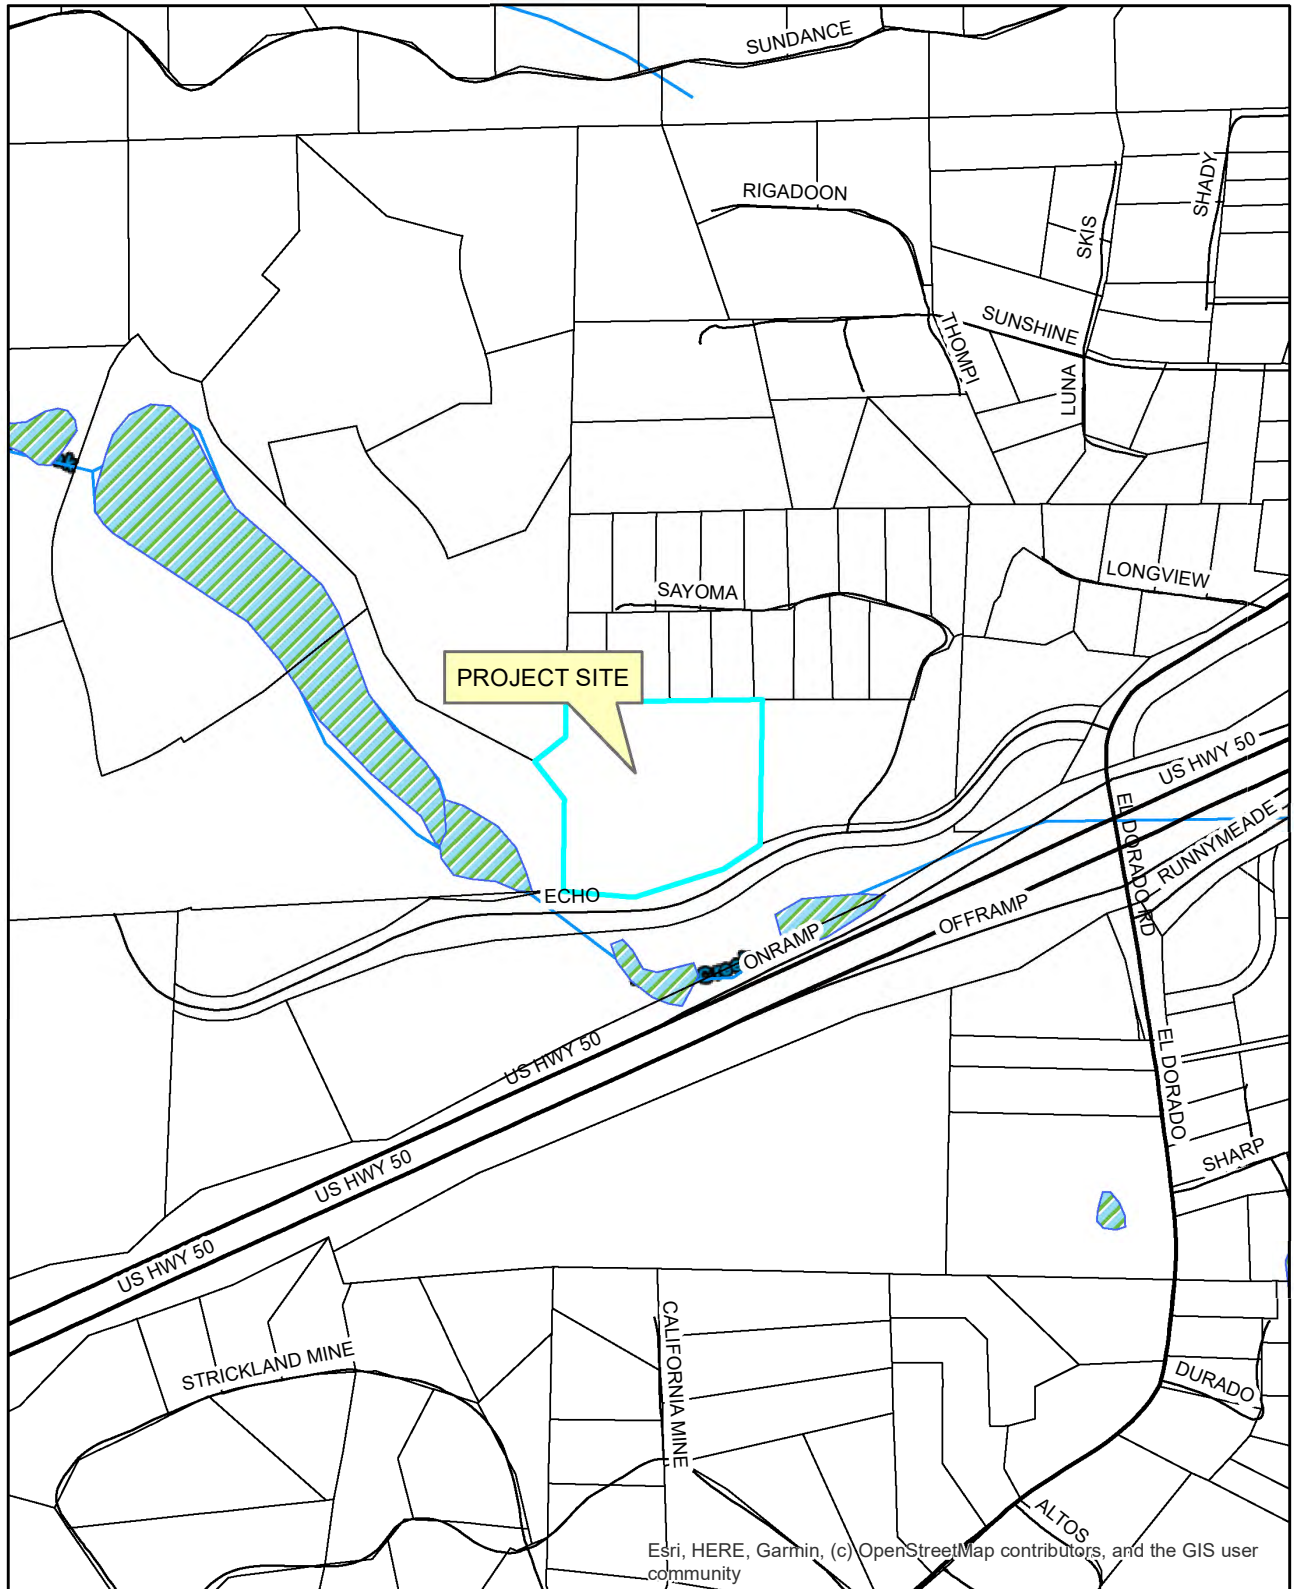 SUNDANCE
RIGADOON
SHADY
SKIS
SUNSHINE
THOMPI
LUNA
LONGVIEW
SAYOMA
PROJECT SITE
US HWY 50
EL DORADO RD
RUNNYMEADE
ECHO
OFFRAMP
ONRAMP
US HWY 50
EL DORADO
SHARP
US HWY 50
US HWY 50
CALIFORNIA MINE
STRICKLAND MINE
DURADO
ALTOS
Esri, HERE, Garmin, (c) OpenStreetMap contributors, and the GIS user
community